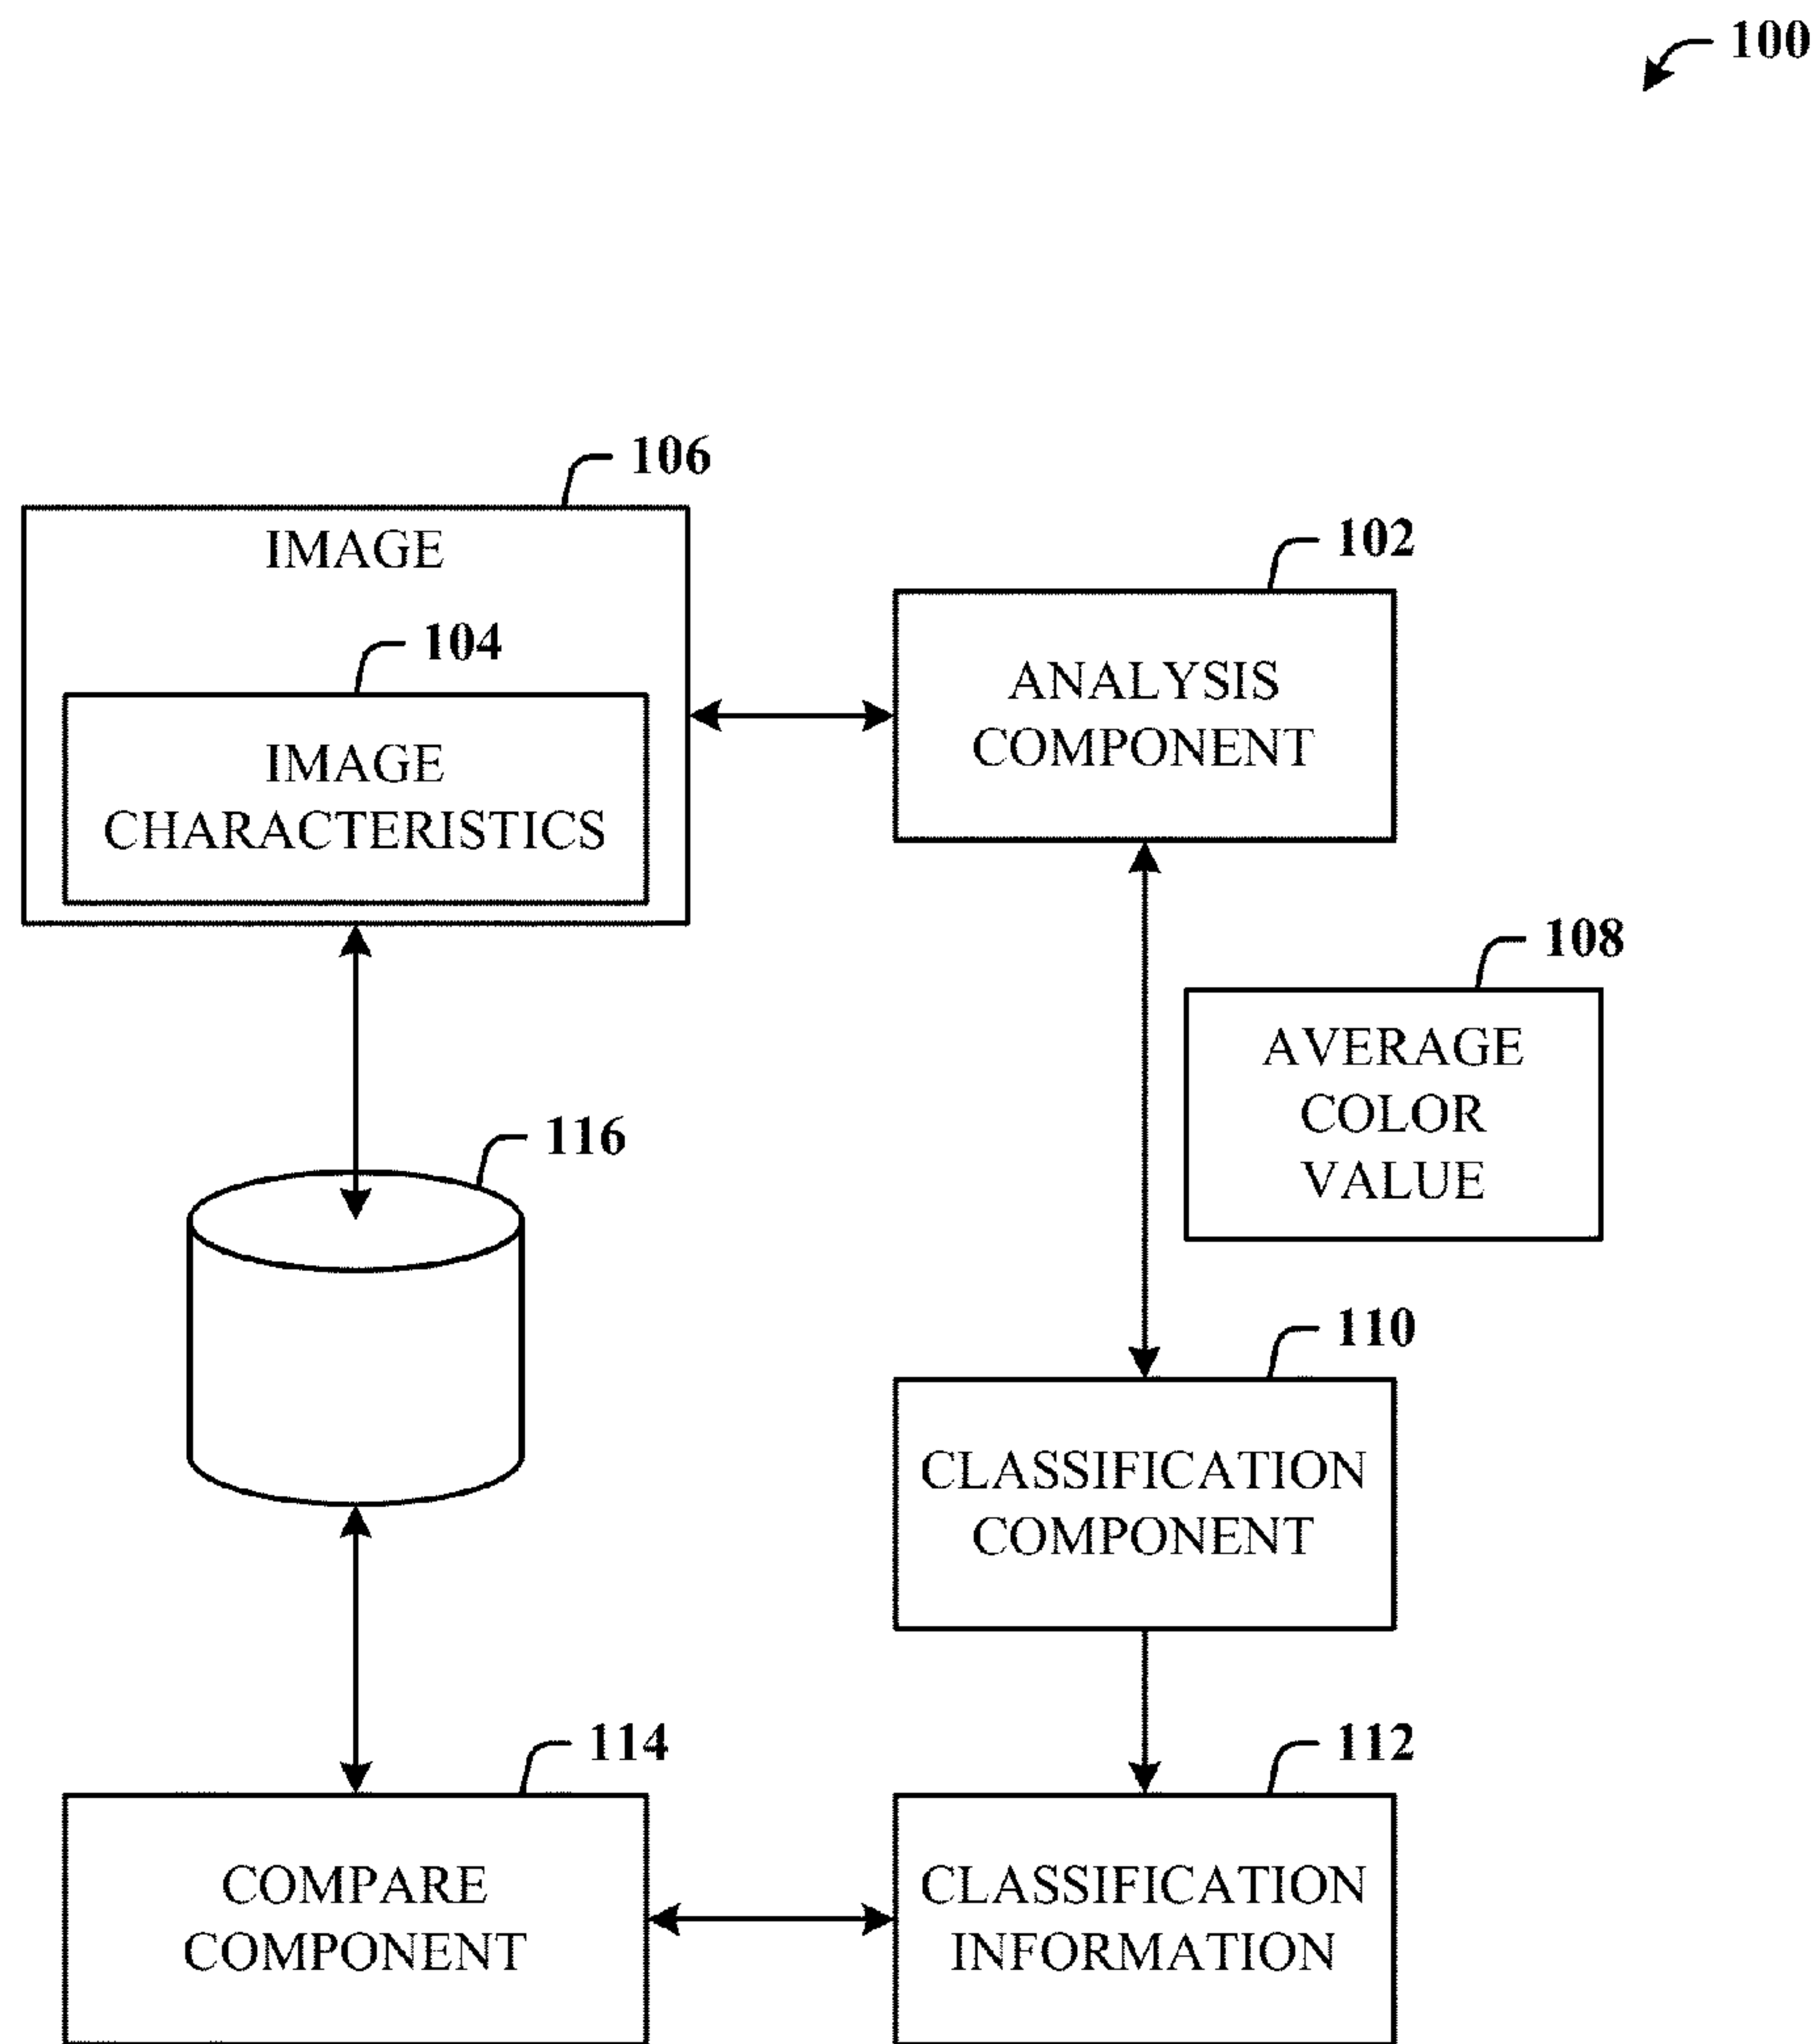 100
106
IMAGE
102
104
ANALYSIS
COMPONENT
IMAGE
CHARACTERISTICS
108
AVERAGE
COLOR
VALUE
116
110
CLASSIFICATION
COMPONENT
114
112
COMPARE
COMPONENT
CLASSIFICATION
INFORMATION